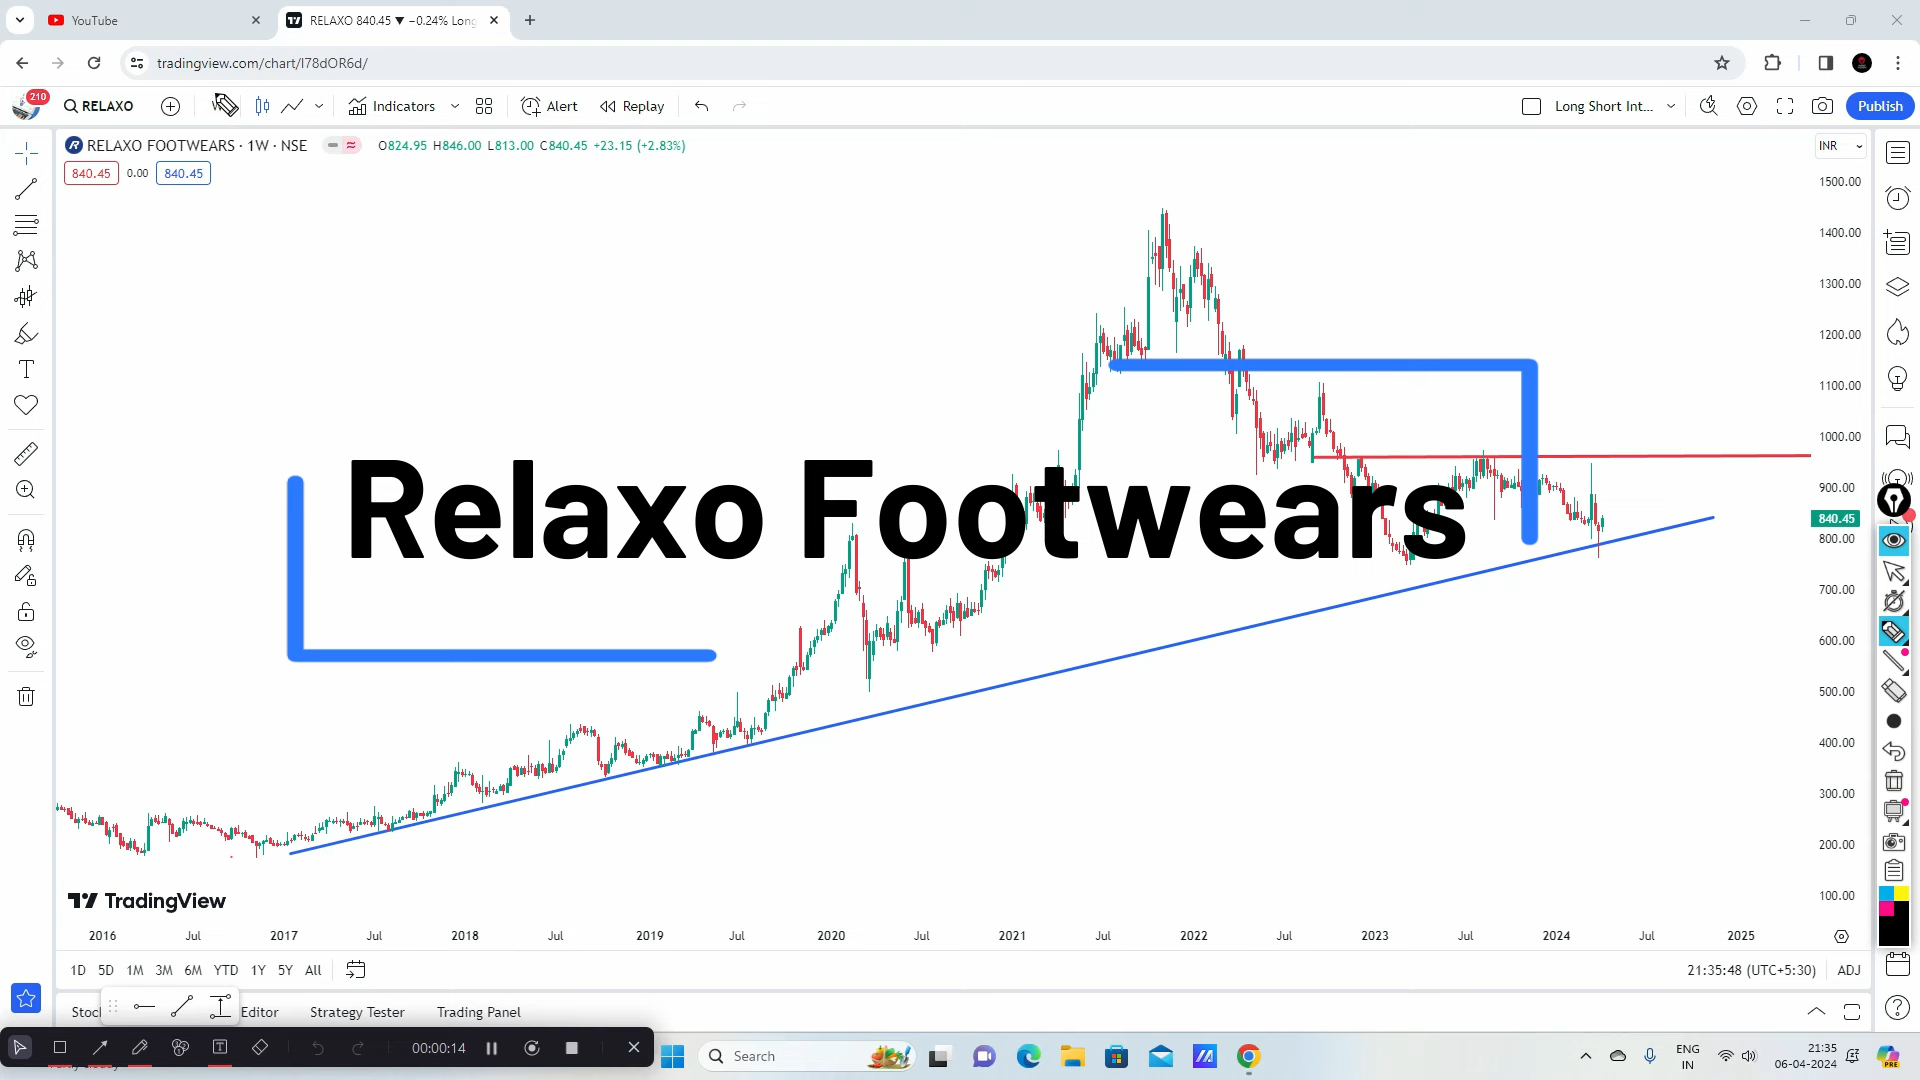 YouTube
RELAXO 840.45 ▼ −0.24% Long
tradingview.com/chart/I78dOR6d/
210
RELAXO
Indicators
Alert
Replay
Long Short Int...
Publish
RELAXO FOOTWEARS · 1W · NSE
O824.95 H846.00 L813.00 C840.45 +23.15 (+2.83%)
INR
840.45
0.00
840.45
1500.00
1400.00
1300.00
1200.00
1100.00
1000.00
900.00
840.45
800.00
700.00
600.00
500.00
400.00
300.00
200.00
100.00
Relaxo Footwears
TradingView
2016
Jul
2017
Jul
2018
Jul
2019
Jul
2020
Jul
2021
Jul
2022
Jul
2023
Jul
2024
Jul
2025
1D 5D 1M 3M 6M YTD 1Y 5Y All
21:35:48 (UTC+5:30)
ADJ
Stoc
Editor
Strategy Tester
Trading Panel
00:00:14
Search
ENG
IN
21:35
06-04-2024
PRE